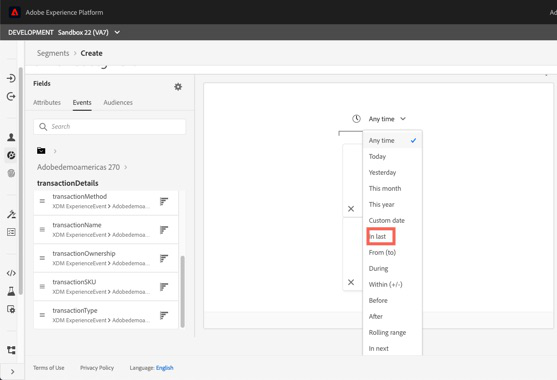 Adobe Experience Platform
Ad
DEVELOPMENT Sandbox 22 (VA7)
Segments > Create
Fields
Attributes Events Audiences
Search
Adobedemoamericas 270 >
transactionDetails
transactionMethod
XDM ExperienceEvent > Adobedemoa...
transactionName
XDM ExperienceEvent > Adobedemoa...
transactionOwnership
XDM ExperienceEvent > Adobedemoa...
transactionSKU
XDM ExperienceEvent > Adobedemoa...
transactionType
XDM ExperienceEvent > Adobedemoa...
Any time
Any time
Today
Yesterday
This month
This year
Custom date
In last
From (to)
During
Within (+/-)
Before
After
Rolling range
In next
Terms of Use Privacy Policy Language: English